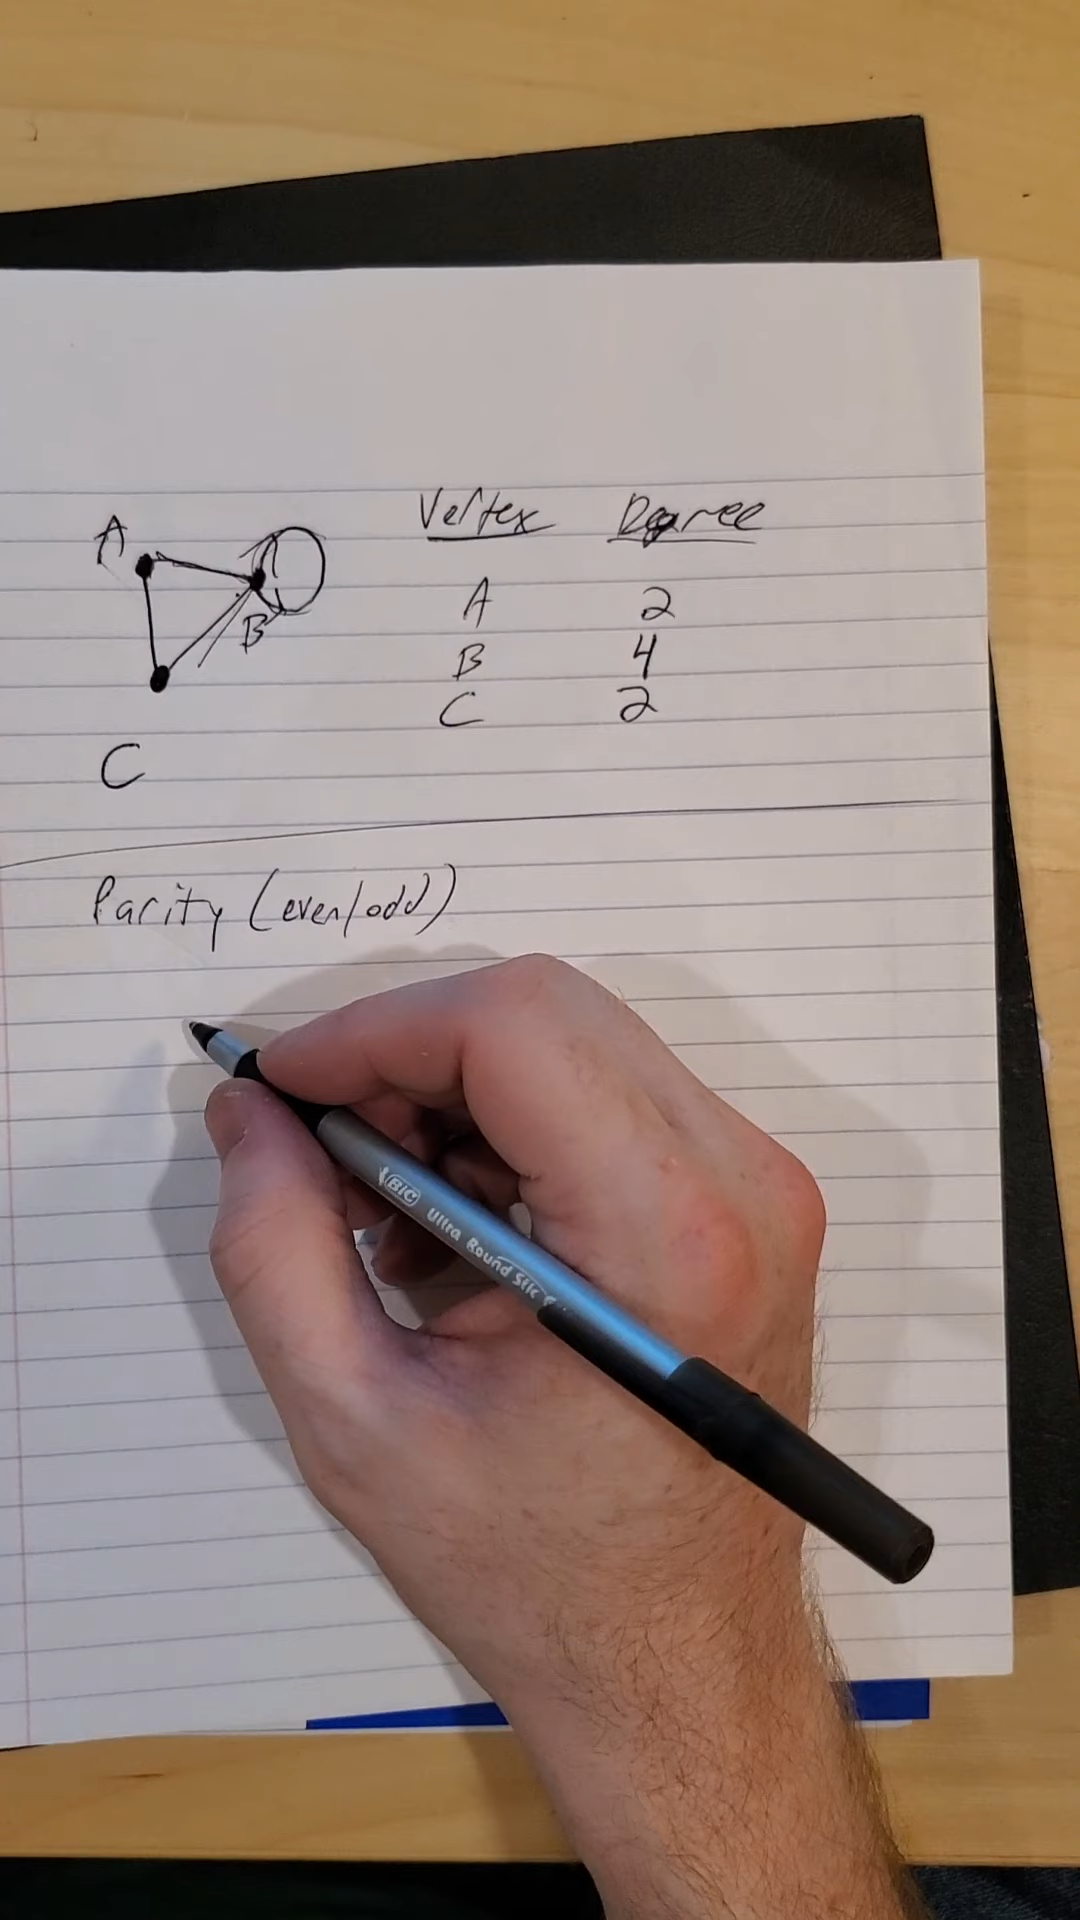 A
B
C
Vertex Degree
A 2
B 4
C 2
Parity (even/odd)
BIC Ultra Round Stic